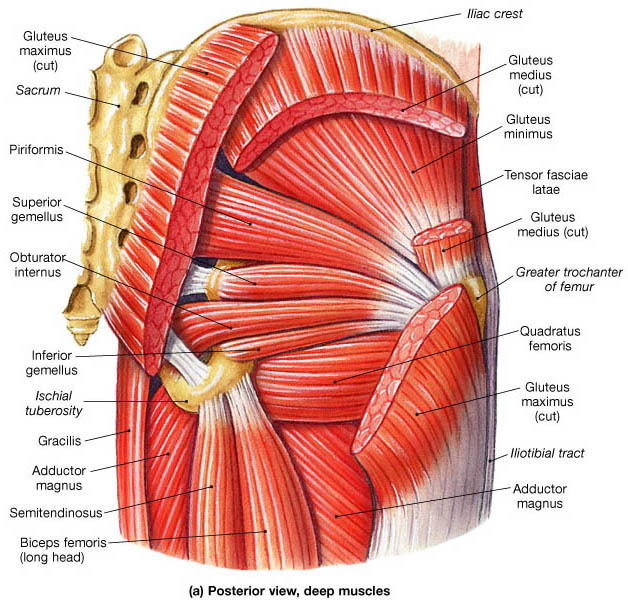 Iliac crest
Gluteus
maximus
(cut)
Sacrum
Piriformis
Superior
gemellus
Obturator
internus
Inferior
gemellus
Ischial
tuberosity
Gracilis
Adductor
magnus
Semitendinosus
Biceps femoris
(long head)
Gluteus
medius
(cut)
Gluteus
minimus
Tensor fasciae
latae
Gluteus
medius (cut)
Greater trochanter
of femur
Quadratus
femoris
Gluteus
maximus
(cut)
Iliotibial tract
Adductor
magnus
(a) Posterior view, deep muscles